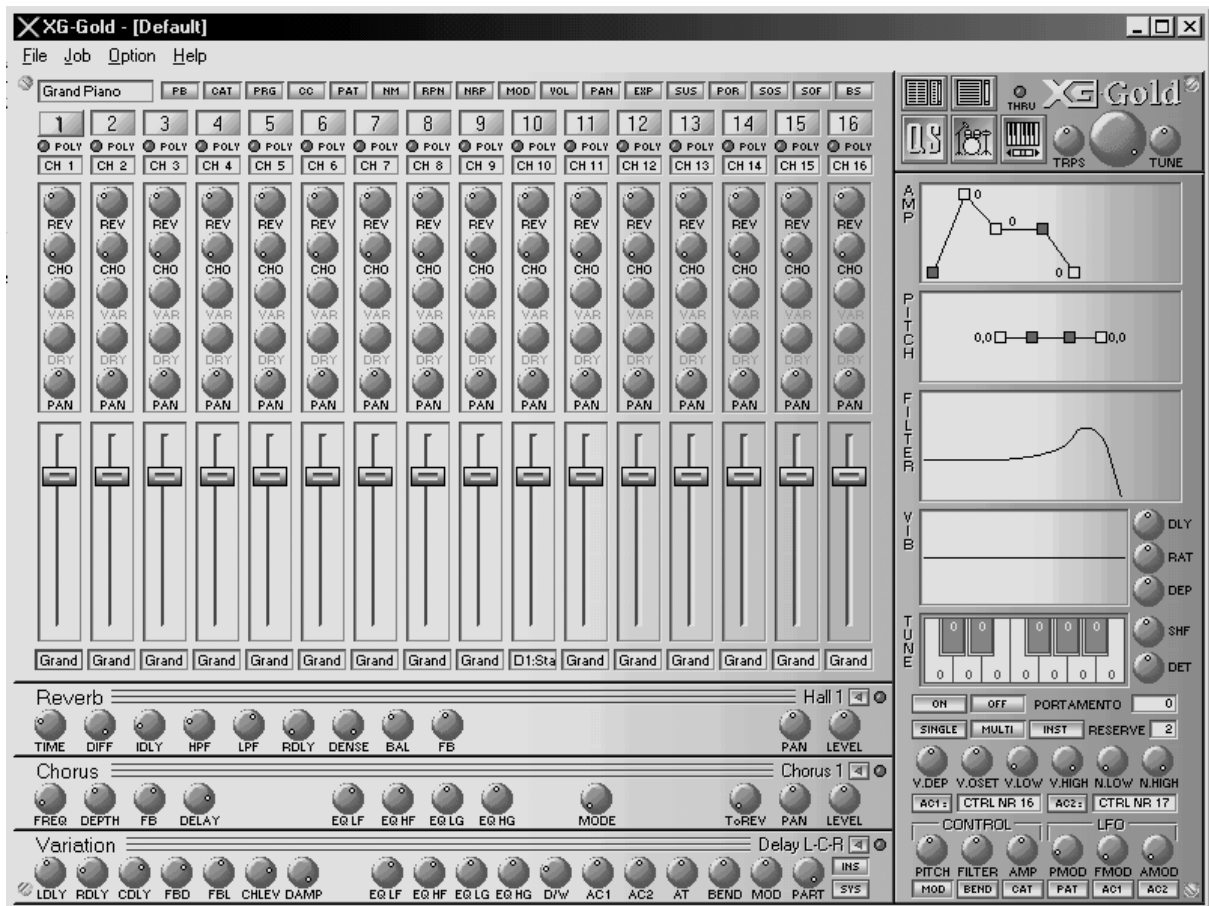 XG-Gold - [Default]
File Job Option Help
Grand Piano PB CAT PRG CC PAT NM RPN NRP MOD VOL PAN EXP SUS POR SOS SOF BS
1 2 3 4 5 6 7 8 9 10 11 12 13 14 15 16
POLY POLY POLY POLY POLY POLY POLY POLY POLY POLY POLY POLY POLY POLY POLY POLY
CH 1 CH 2 CH 3 CH 4 CH 5 CH 6 CH 7 CH 8 CH 9 CH 10 CH 11 CH 12 CH 13 CH 14 CH 15 CH 16
REV REV REV REV REV REV REV REV REV REV REV REV REV REV REV REV
CHO CHO CHO CHO CHO CHO CHO CHO CHO CHO CHO CHO CHO CHO CHO CHO
VAR VAR VAR VAR VAR VAR VAR VAR VAR VAR VAR VAR VAR VAR VAR VAR
DRY DRY DRY DRY DRY DRY DRY DRY DRY DRY DRY DRY DRY DRY DRY DRY
PAN PAN PAN PAN PAN PAN PAN PAN PAN PAN PAN PAN PAN PAN PAN PAN
Grand Grand Grand Grand Grand Grand Grand Grand Grand D1:Sta Grand Grand Grand Grand Grand Grand
Reverb Hall 1
TIME DIFF IDLY HPF LPF RDLY DENSE BAL FB PAN LEVEL
Chorus Chorus 1
FREQ DEPTH FB DELAY EQ LF EQ HF EQ LG EQ HG MODE ToREV PAN LEVEL
Variation Delay L-C-R
INS
LDLY RDLY CDLY FBD FBL CHLEV DAMP EQ LF EQ HF EQ LG EQ HG D/W AC1 AC2 AT BEND MOD PART SYS
THRU XG Gold
Q,S TRPS TUNE
AMP 0 0 0
PITCH 0,0 0,0
FILTER
VIB DLY
RAT
DEP
TUNE 0 0 0 0 0 SHF
0 0 0 0 0 0 0 DET
ON OFF PORTAMENTO 0
SINGLE MULTI INST RESERVE 2
V.DEP V.OSET V.LOW V.HIGH N.LOW N.HIGH
AC1: CTRL NR 16 AC2: CTRL NR 17
CONTROL LFO
PITCH FILTER AMP PMOD FMOD AMOD
MOD BEND CAT PAT AC1 AC2